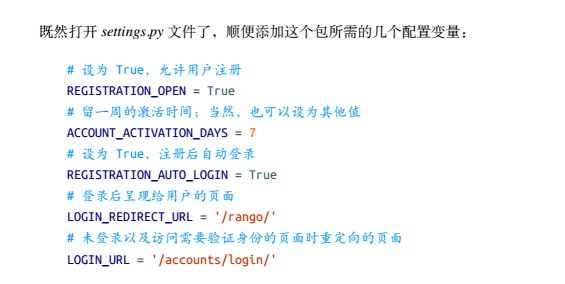 既然打开 settings.py 文件了，顺便添加这个包所需的几个配置变量：
# 设为 True，允许用户注册
REGISTRATION_OPEN = True
# 留一周的激活时间；当然，也可以设为其他值
ACCOUNT_ACTIVATION_DAYS = 7
# 设为 True，注册后自动登录
REGISTRATION_AUTO_LOGIN = True
# 登录后呈现给用户的页面
LOGIN_REDIRECT_URL = '/rango/'
# 未登录以及访问需要验证身份的页面时重定向的页面
LOGIN_URL = '/accounts/login/'